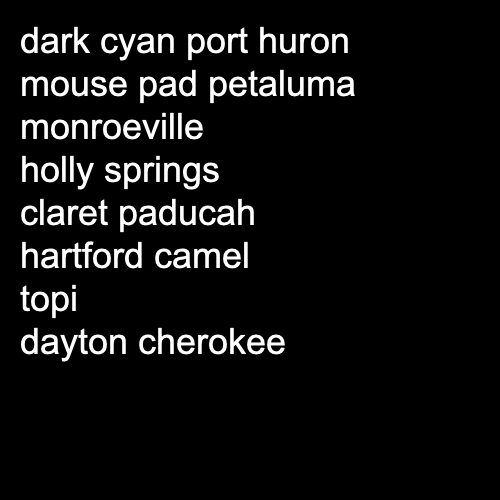 dark cyan port huron
mouse pad petaluma
monroeville
holly springs
claret paducah
hartford camel
topi
dayton cherokee